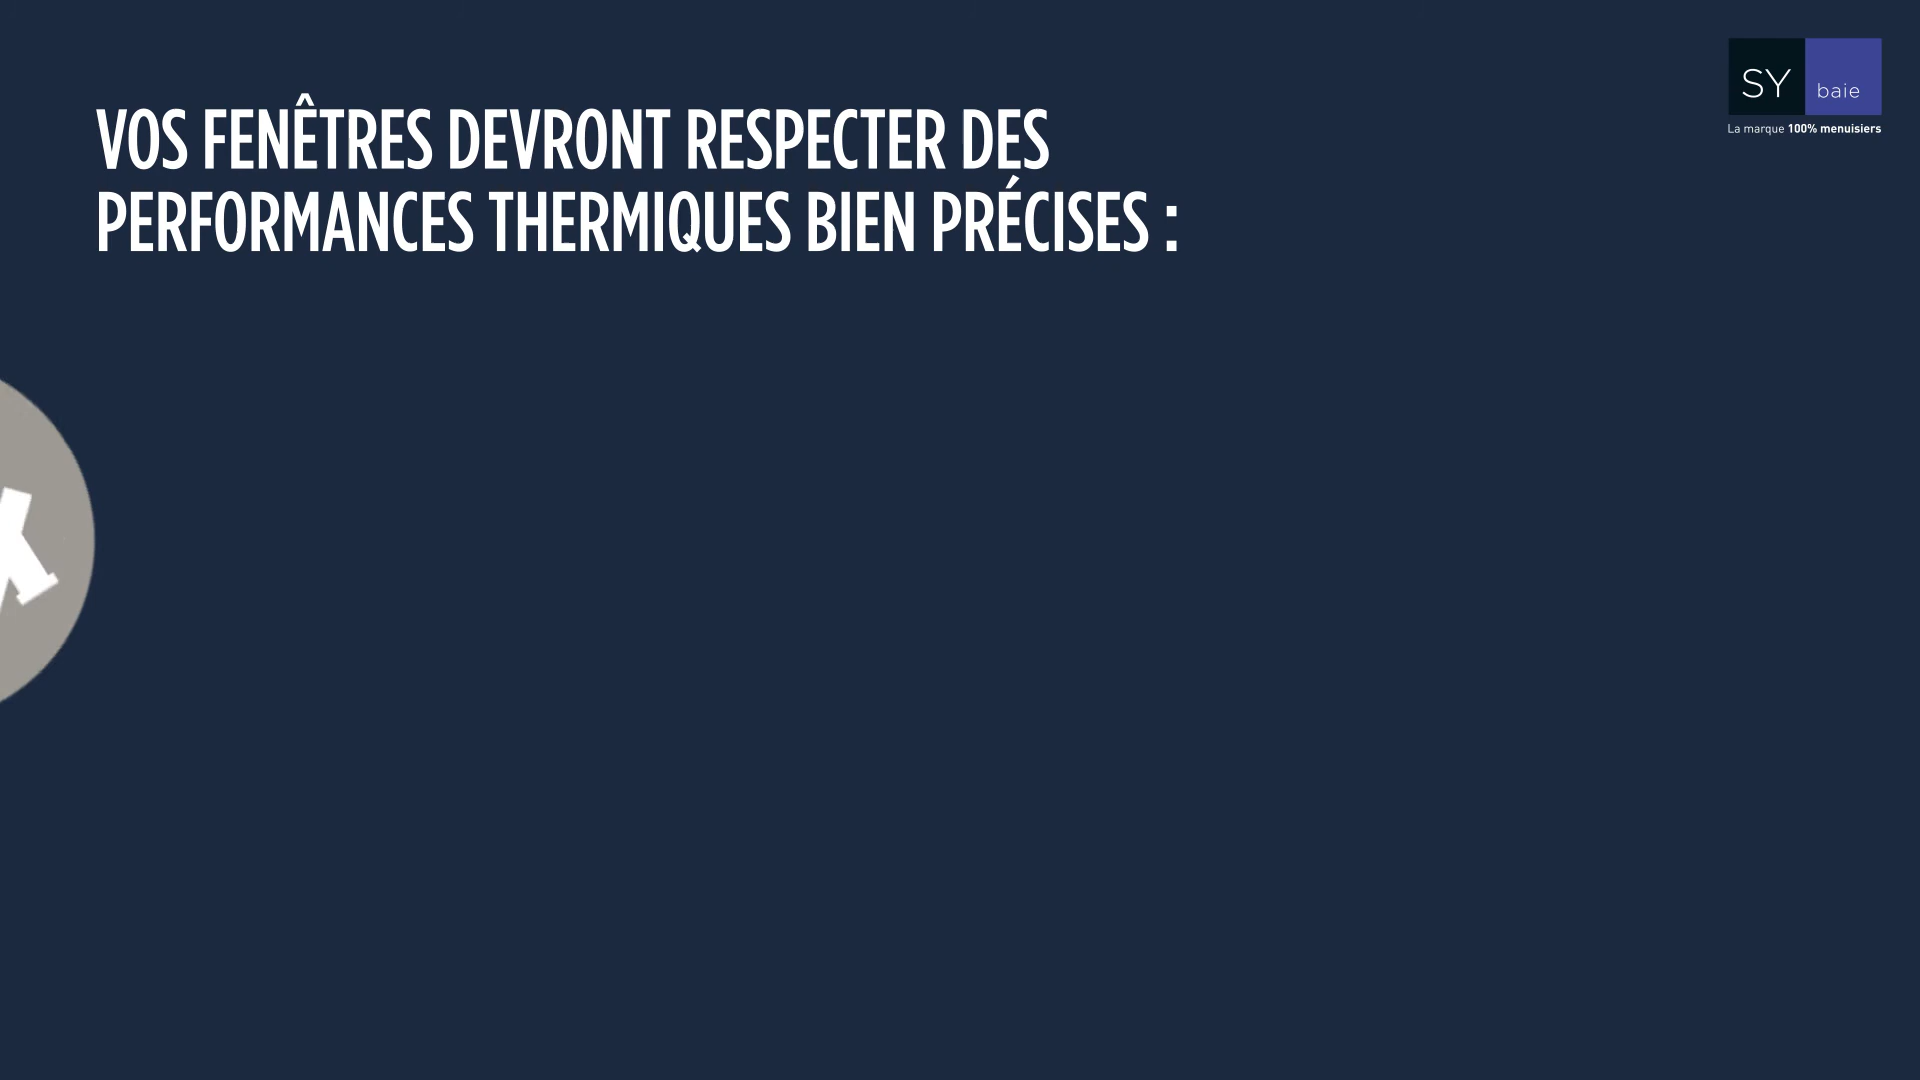 VOS FENÊTRES DEVRONT RESPECTER DES
PERFORMANCES THERMIQUES BIEN PRÉCISES :
SY baie
La marque 100% menuisiers